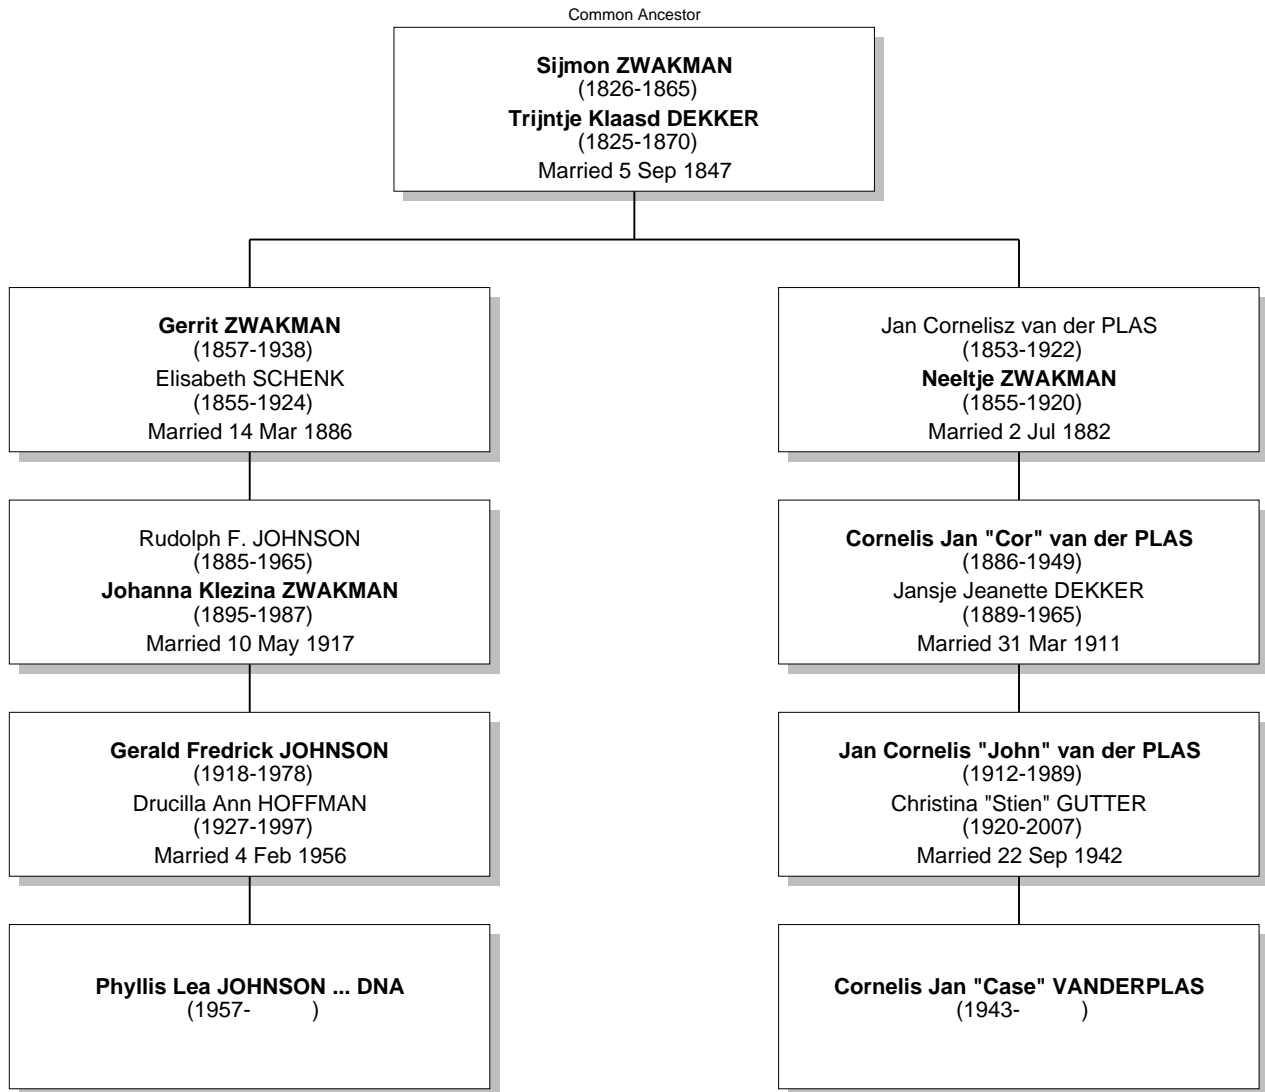 Common Ancestor
Sijmon ZWAKMAN
(1826-1865)
Trijntje Klaasd DEKKER
(1825-1870)
Married 5 Sep 1847
Gerrit ZWAKMAN
(1857-1938)
Elisabeth SCHENK
(1855-1924)
Married 14 Mar 1886
Jan Cornelisz van der PLAS
(1853-1922)
Neeltje ZWAKMAN
(1855-1920)
Married 2 Jul 1882
Rudolph F. JOHNSON
(1885-1965)
Johanna Klezina ZWAKMAN
(1895-1987)
Married 10 May 1917
Cornelis Jan "Cor" van der PLAS
(1886-1949)
Jansje Jeanette DEKKER
(1889-1965)
Married 31 Mar 1911
Gerald Fredrick JOHNSON
(1918-1978)
Drucilla Ann HOFFMAN
(1927-1997)
Married 4 Feb 1956
Jan Cornelis "John" van der PLAS
(1912-1989)
Christina "Stien" GUTTER
(1920-2007)
Married 22 Sep 1942
Phyllis Lea JOHNSON ... DNA
(1957- )
Cornelis Jan "Case" VANDERPLAS
(1943- )